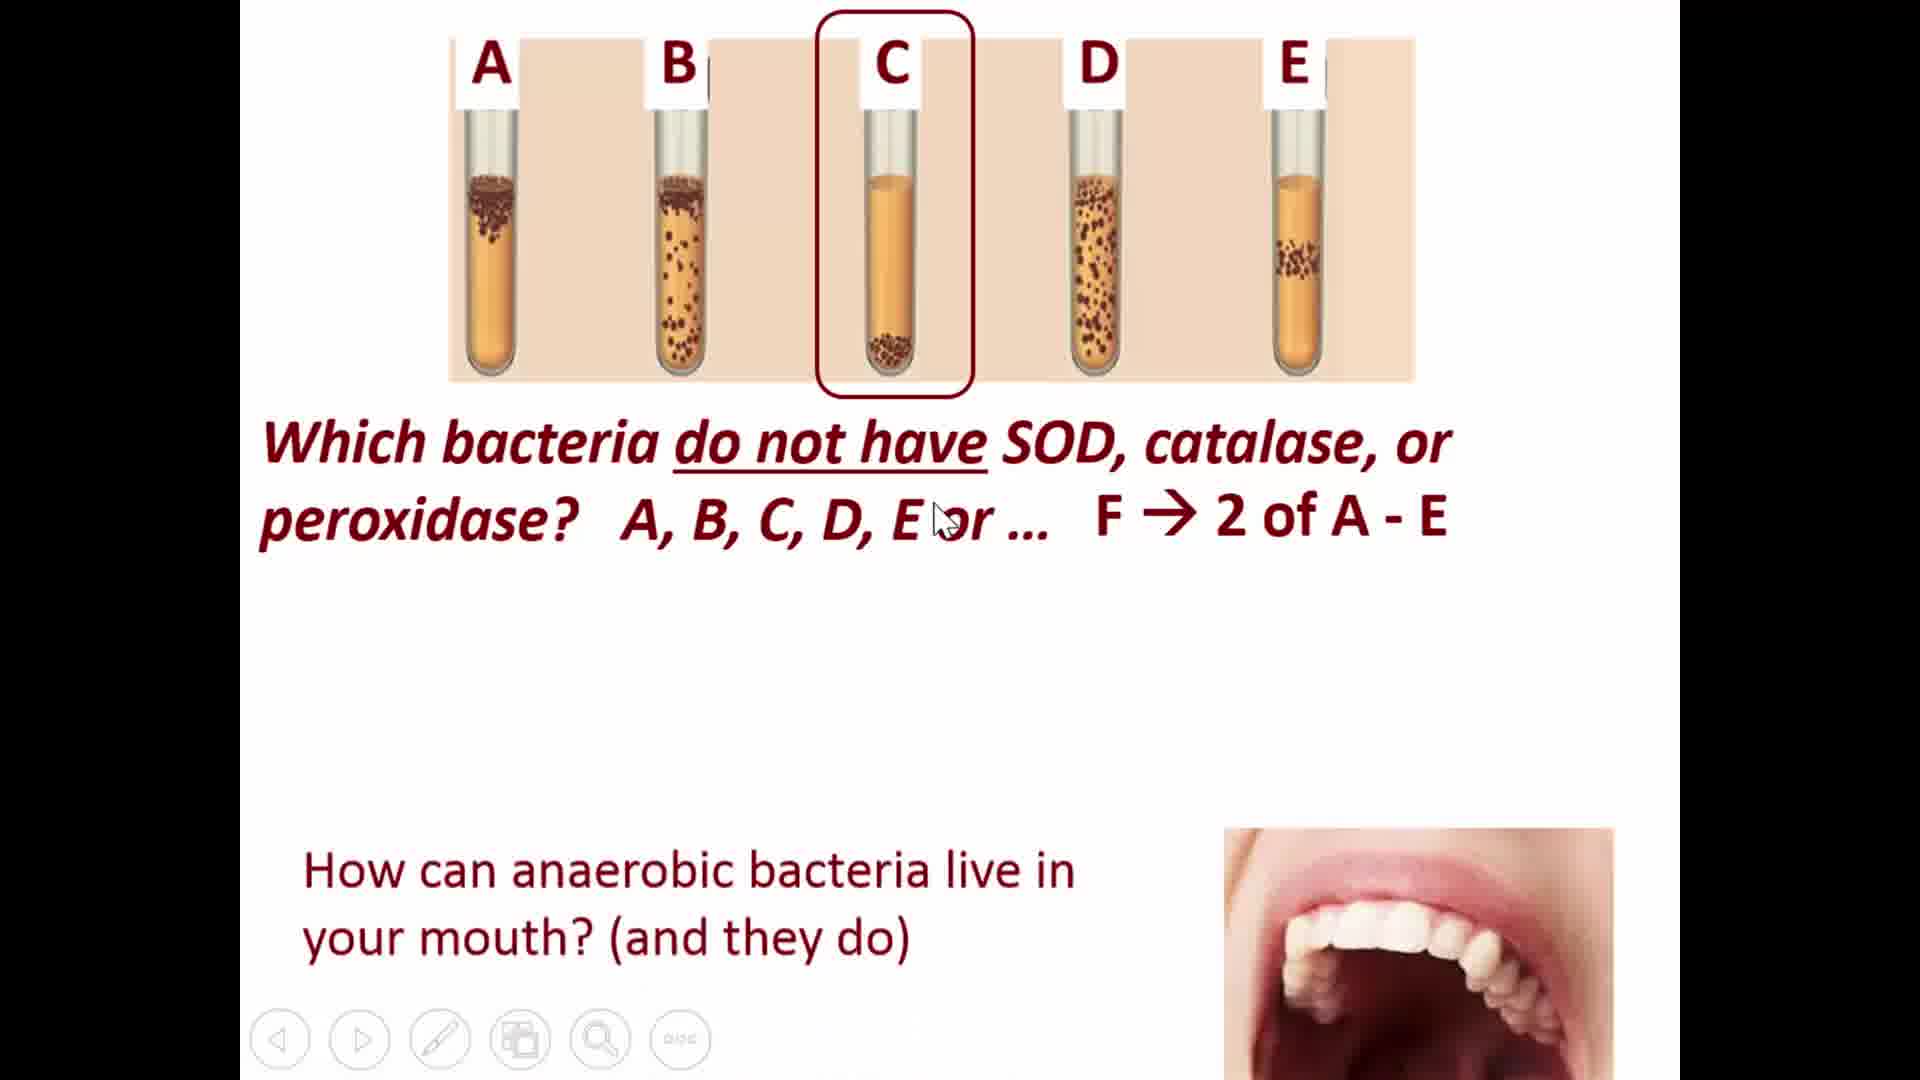 A B C D E
Which bacteria do not have SOD, catalase, or
peroxidase? A, B, C, D, E or ... F → 2 of A - E
How can anaerobic bacteria live in
your mouth? (and they do)